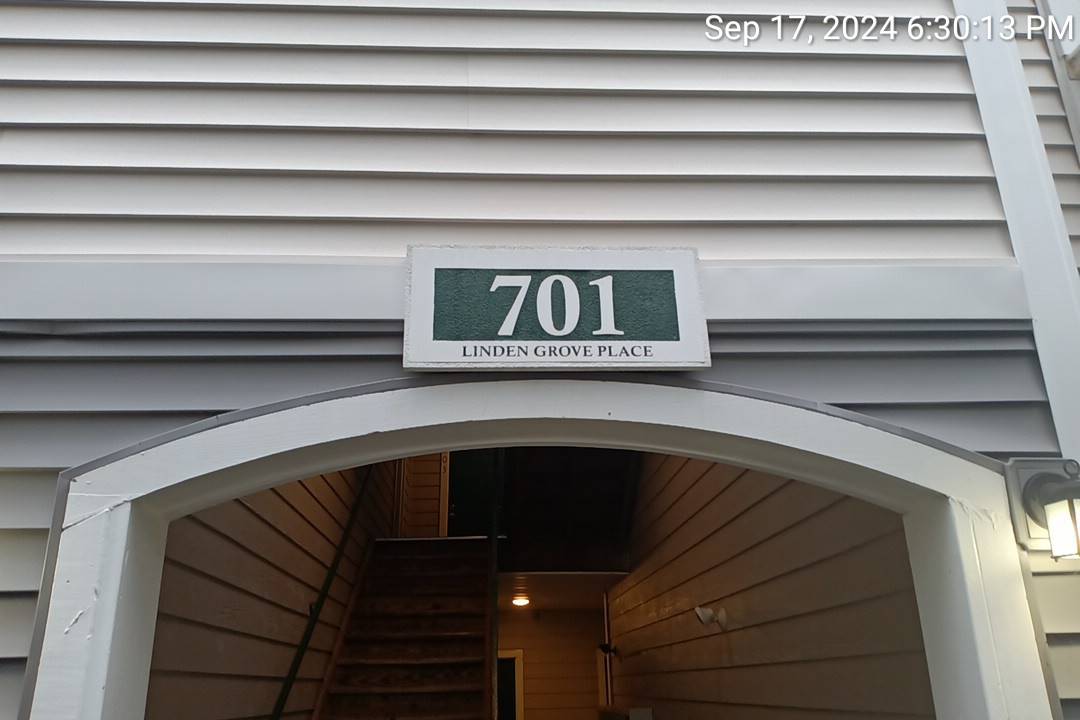 Sep 17, 2024 6:30:13 PM
701
LINDEN GROVE PLACE